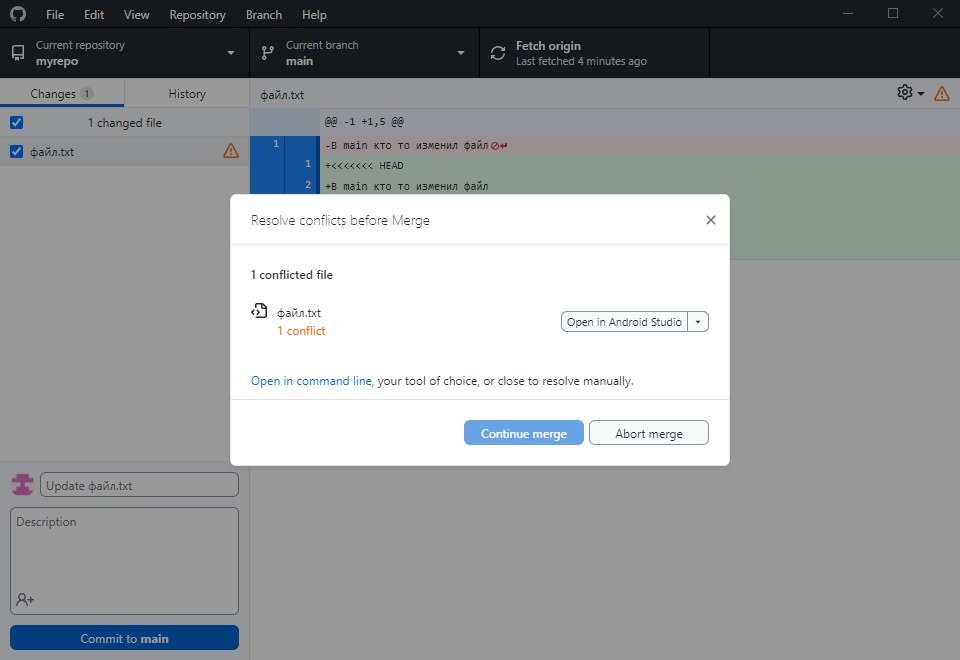 File Edit View Repository Branch Help
Current repository
myrepo
Current branch
main
Fetch origin
Last fetched 4 minutes ago
Changes 1
History
файл.txt
1 changed file
файл.txt
@@ -1 +1,5 @@
1 -В main кто то изменил файл
1 +<<<<<<< HEAD
2 +В main кто то изменил файл
Resolve conflicts before Merge
1 conflicted file
файл.txt
1 conflict
Open in Android Studio
Open in command line, your tool of choice, or close to resolve manually.
Continue merge
Abort merge
Update файл.txt
Description
Commit to main